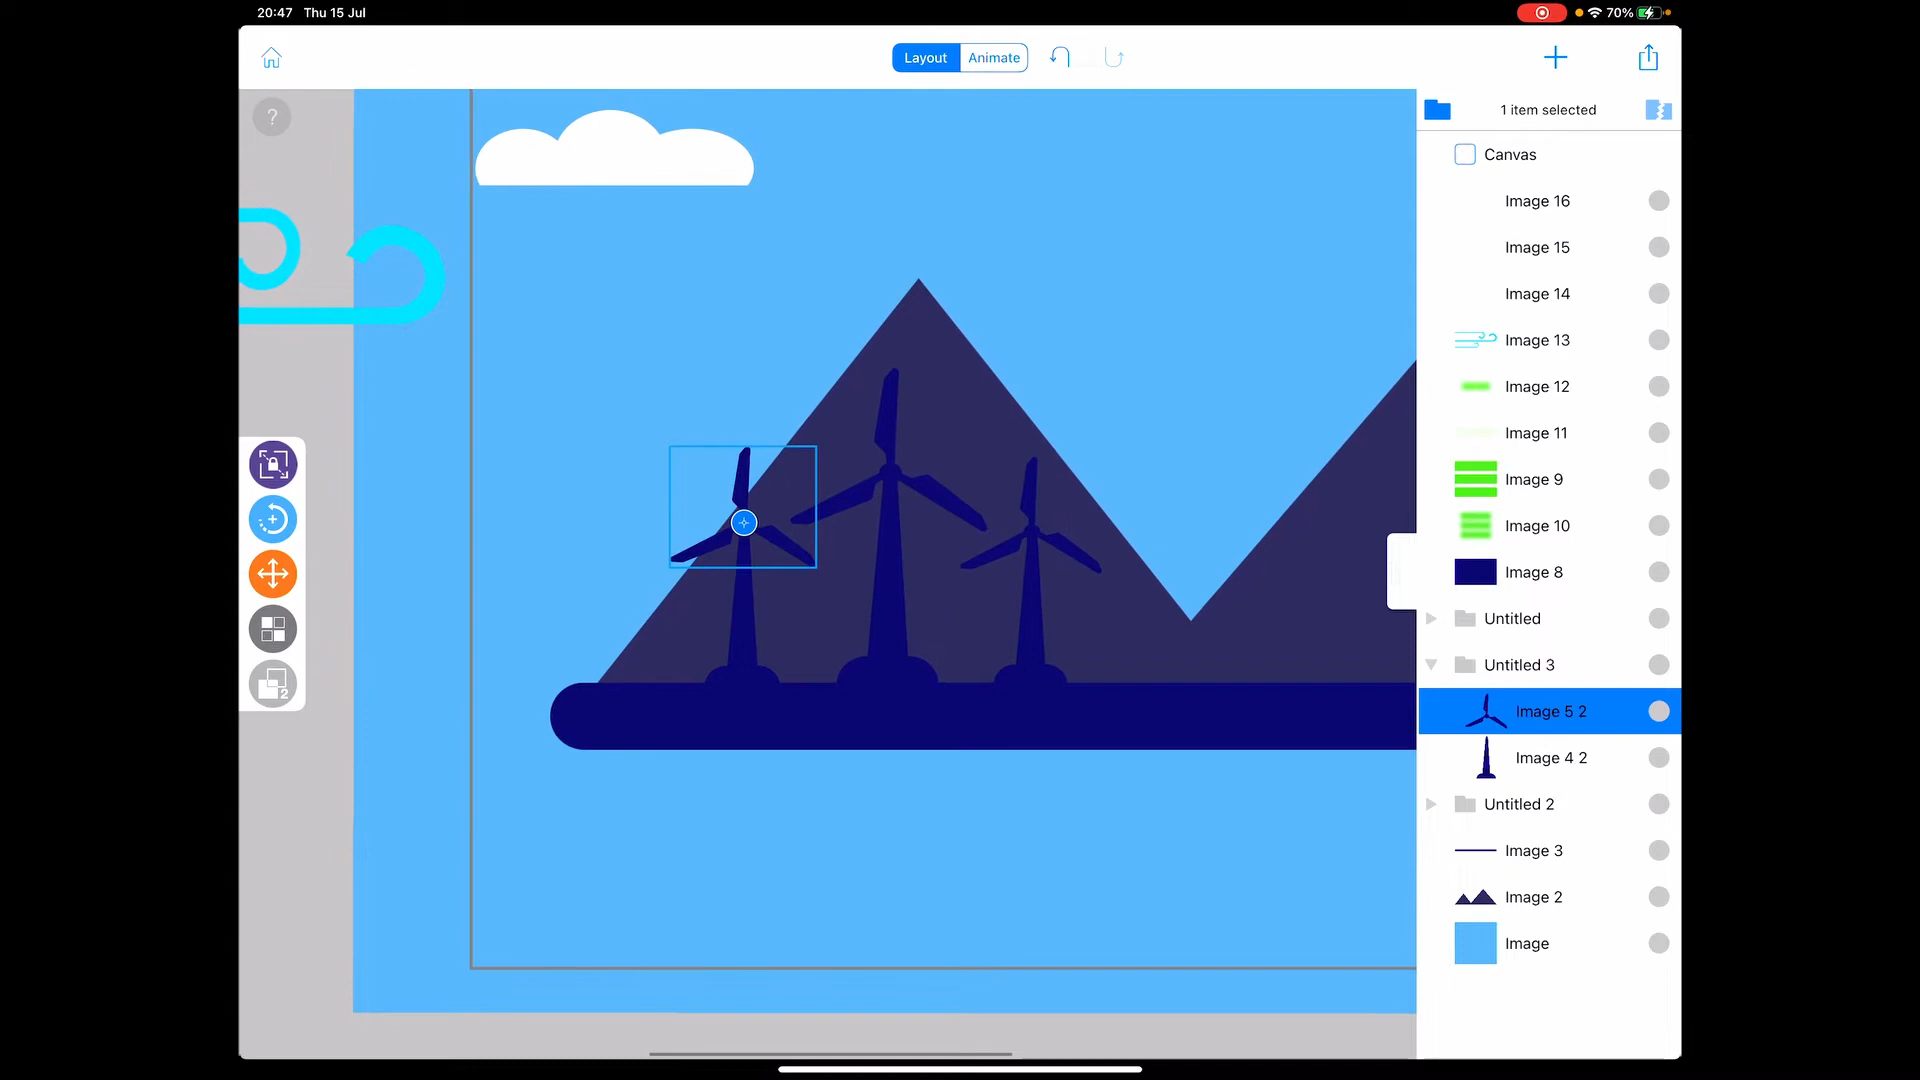 20:47 Thu 15 Jul
70%
Layout Animate
?
1 item selected
Canvas
Image 16
Image 15
Image 14
Image 13
Image 12
Image 11
Image 9
Image 10
Image 8
Untitled
Untitled 3
Image 5 2
Image 4 2
Untitled 2
Image 3
Image 2
Image
2